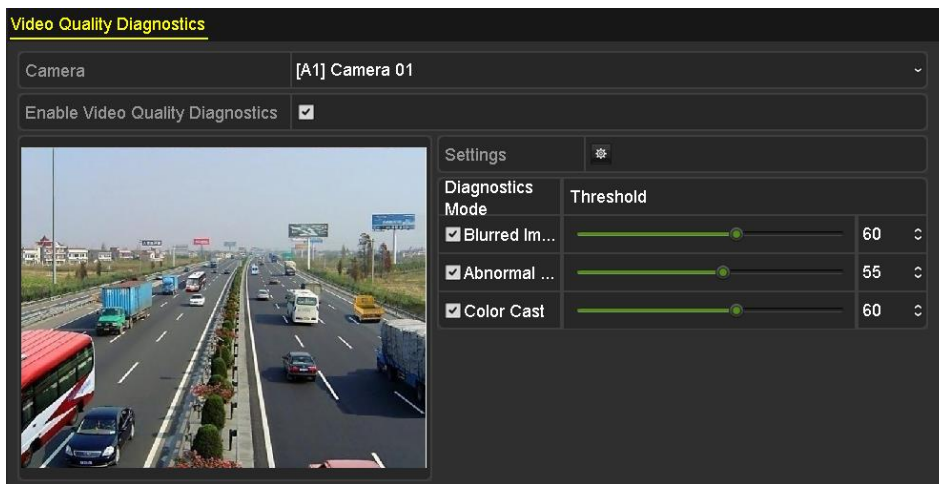 Video Quality Diagnostics
Camera [A1] Camera 01
Enable Video Quality Diagnostics
Settings
Diagnostics Mode Threshold
Blurred Im... 60
Abnormal ... 55
Color Cast 60